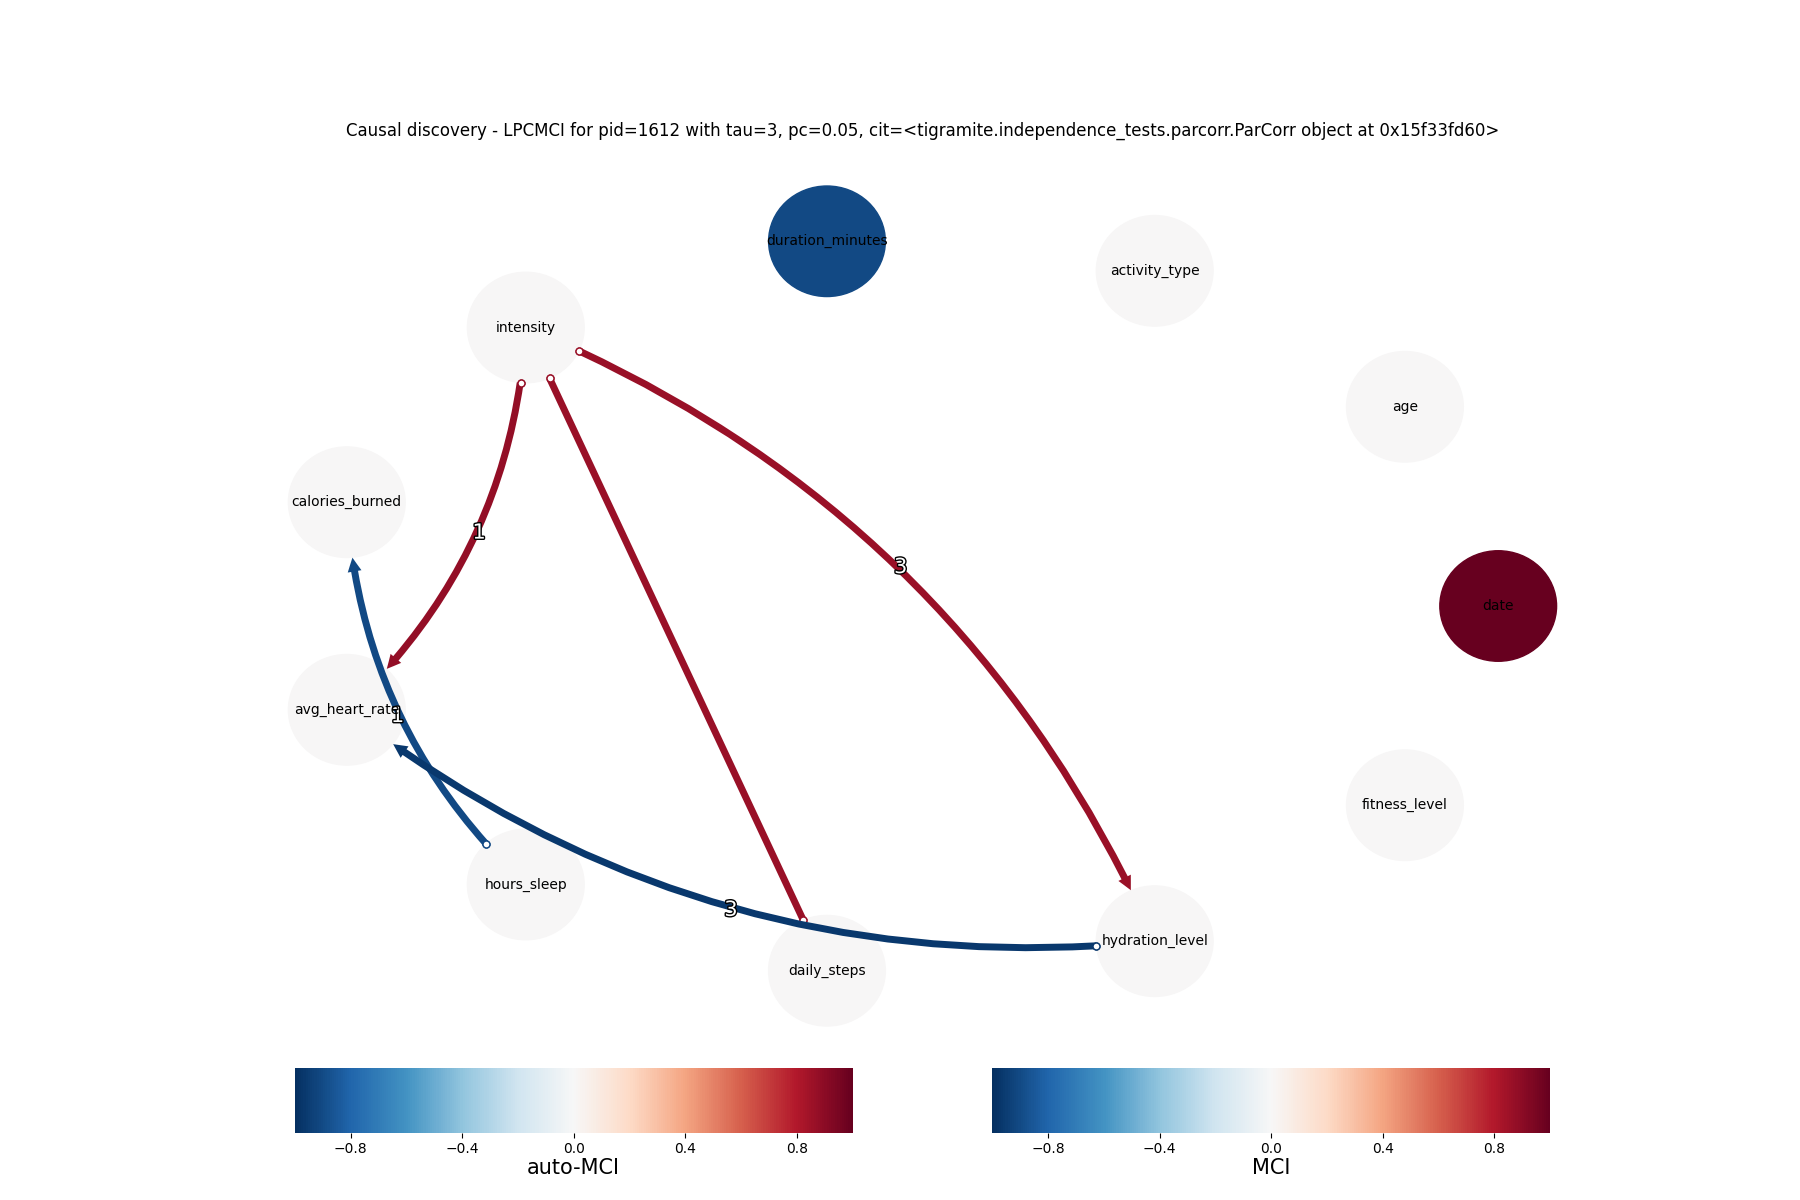 Causal discovery - LPCMCI for pid=1612 with tau=3, pc=0.05, cit=<tigramite.independence_tests.parcorr.ParCorr object at 0x15f33fd60>
duration_minutes
activity_type
intensity
age
calories_burned
1
3
date
avg_heart_rate
1
fitness_level
hours_sleep
3
hydration_level
daily_steps
−0.8 −0.4 0.0 0.4 0.8
auto-MCI
−0.8 −0.4 0.0 0.4 0.8
MCI